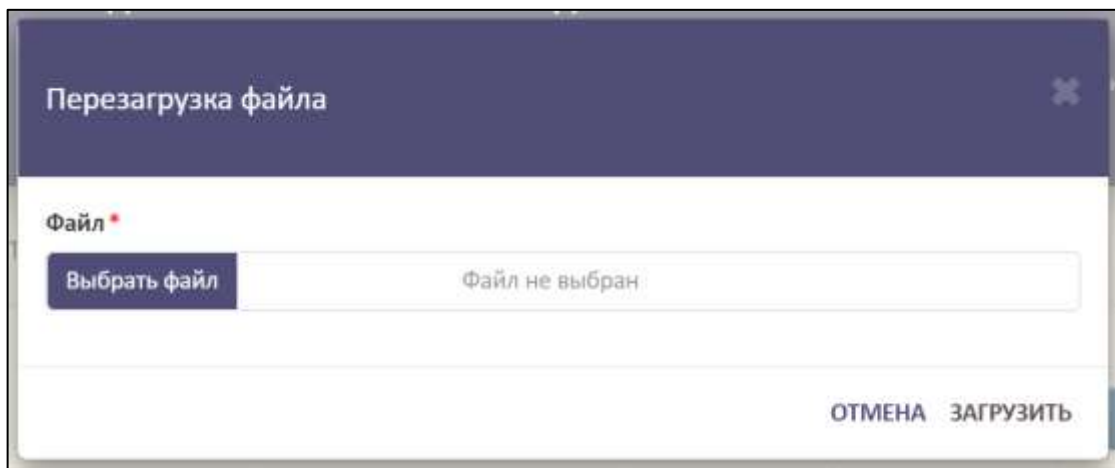 Перезагрузка файла
Файл *
Выбрать файл Файл не выбран
ОТМЕНА ЗАГРУЗИТЬ